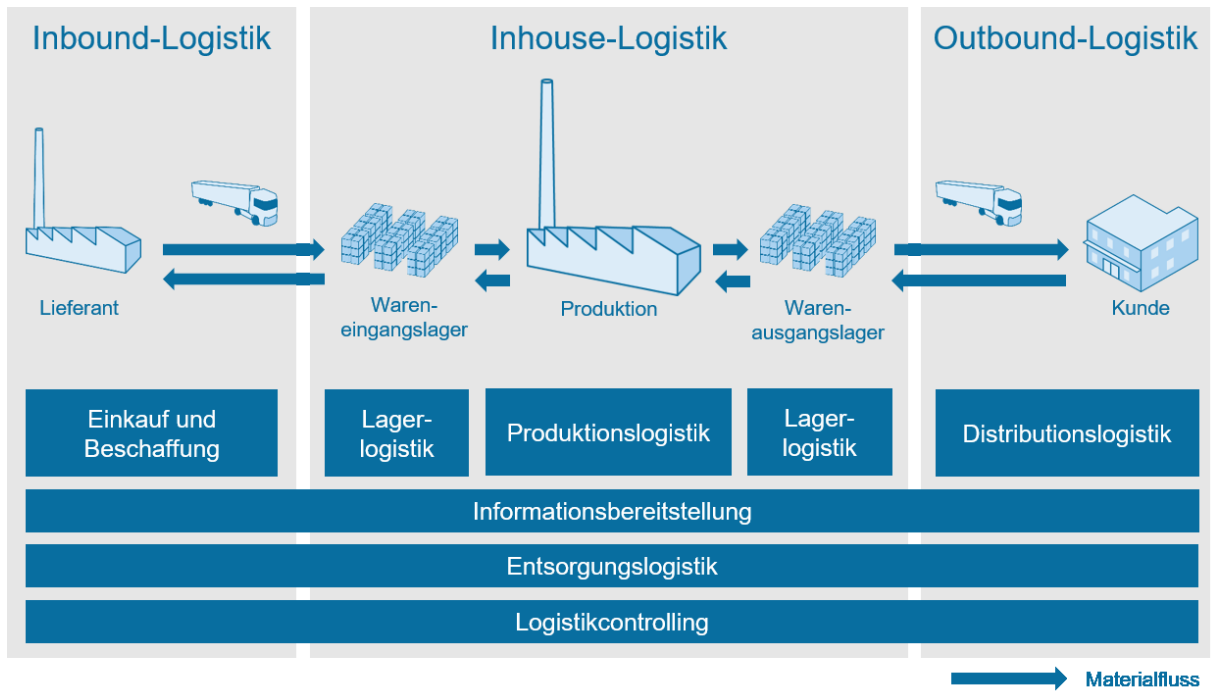 Inbound-Logistik
Inhouse-Logistik
Outbound-Logistik
Lieferant
Waren-
eingangslager
Produktion
Waren-
ausgangslager
Kunde
Einkauf und
Beschaffung
Lager-
logistik
Produktionslogistik
Lager-
logistik
Distributionslogistik
Informationsbereitstellung
Entsorgungslogistik
Logistikcontrolling
Materialfluss